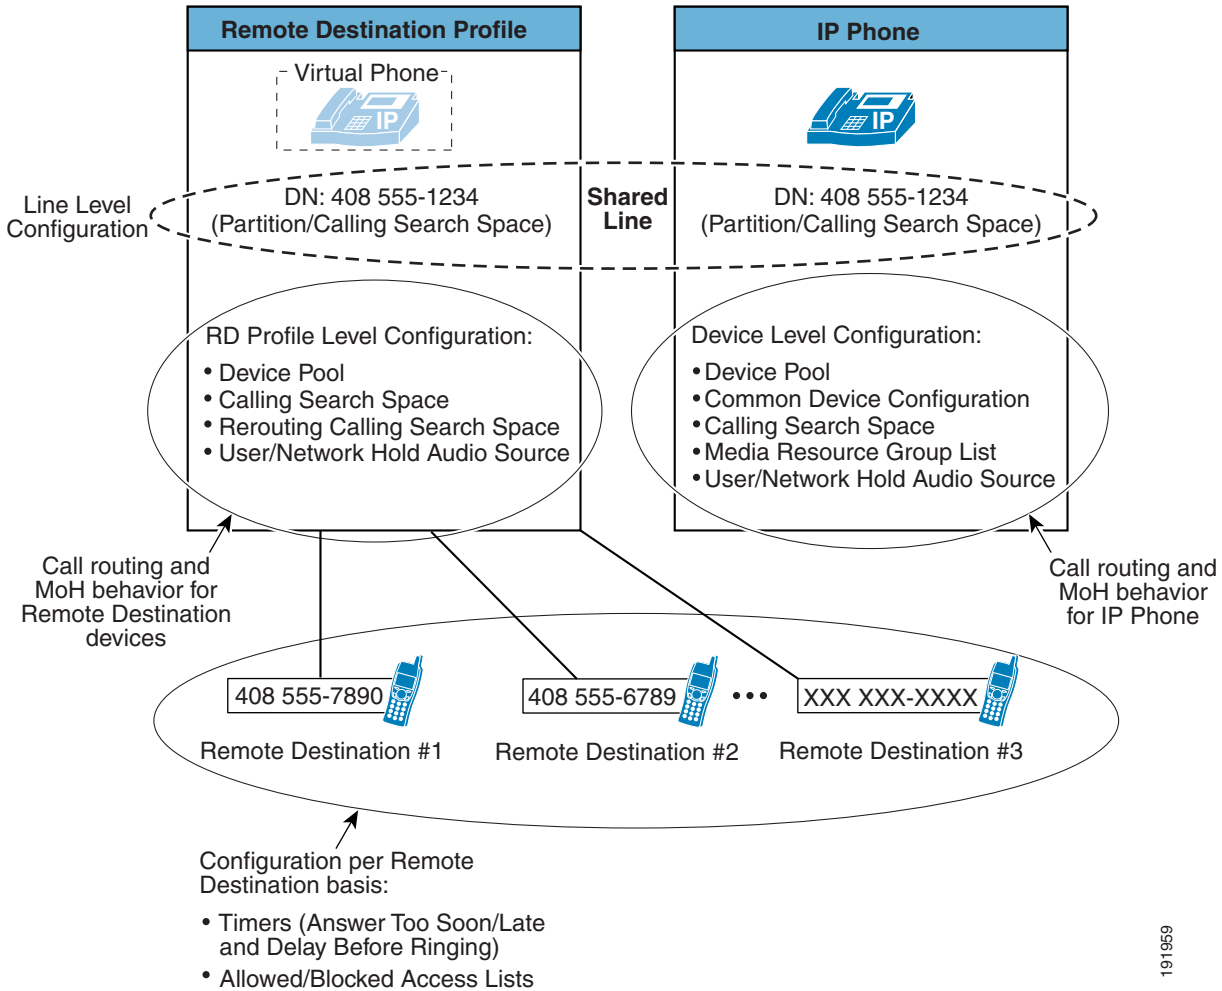 Remote Destination Profile
IP Phone
Virtual Phone
IP
IP
Line Level
Configuration
DN: 408 555-1234
(Partition/Calling Search Space)
Shared
Line
DN: 408 555-1234
(Partition/Calling Search Space)
RD Profile Level Configuration:
• Device Pool
• Calling Search Space
• Rerouting Calling Search Space
• User/Network Hold Audio Source
Device Level Configuration:
• Device Pool
• Common Device Configuration
• Calling Search Space
• Media Resource Group List
• User/Network Hold Audio Source
Call routing and
MoH behavior for
Remote Destination
devices
Call routing and
MoH behavior
for IP Phone
408 555-7890
408 555-6789
•••
XXX XXX-XXXX
Remote Destination #1
Remote Destination #2
Remote Destination #3
Configuration per Remote
Destination basis:
• Timers (Answer Too Soon/Late
and Delay Before Ringing)
• Allowed/Blocked Access Lists
191959